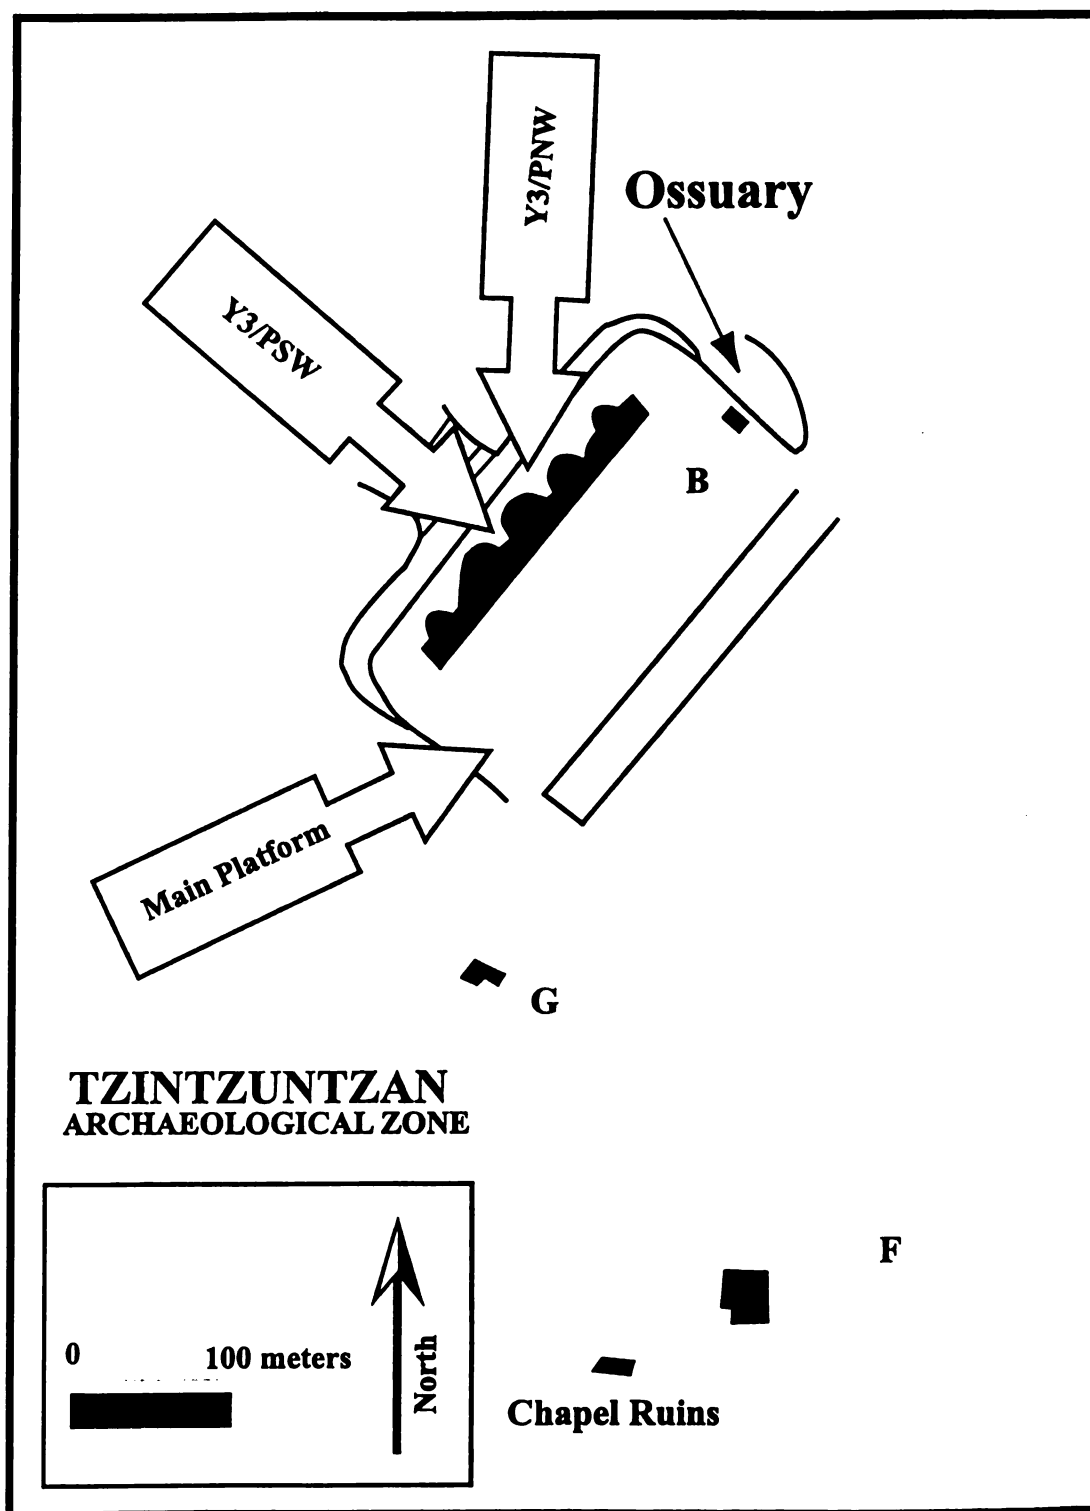 Y3/PNW
Ossuary
Y3/PSW
B
Main Platform
G
TZINTZUNTZAN
ARCHAEOLOGICAL ZONE
F
0 100 meters
North
Chapel Ruins